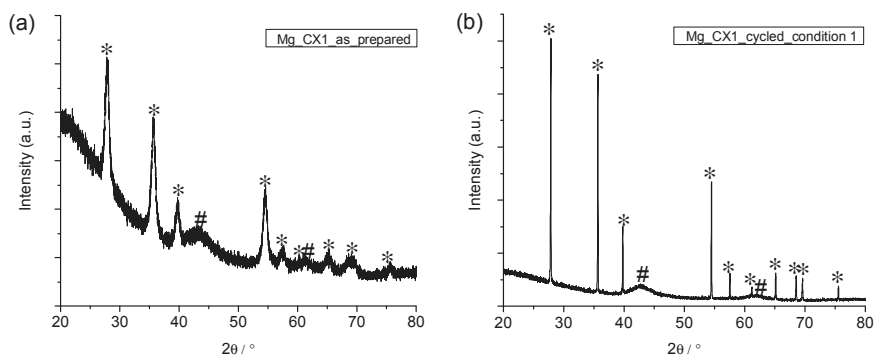 (a)
Mg_CX1_as_prepared
Intensity (a.u.)
* * * # * * * # * * *
20 30 40 50 60 70 80
2θ / °
(b)
Mg_CX1_cycled_condition 1
Intensity (a.u.)
* * * # * * * # * * * *
20 30 40 50 60 70 80
2θ / °